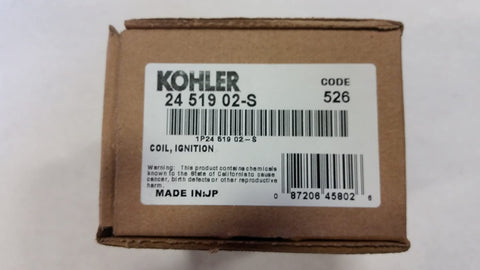 KOHLER
CODE
24 519 02-S
526
1P24 519 02-S
COIL, IGNITION
Warning: This product contains chemicals
known to the State of California to cause
cancer, birth defects or other reproductive
harm.
MADE IN:JP
0 87206 45802 6